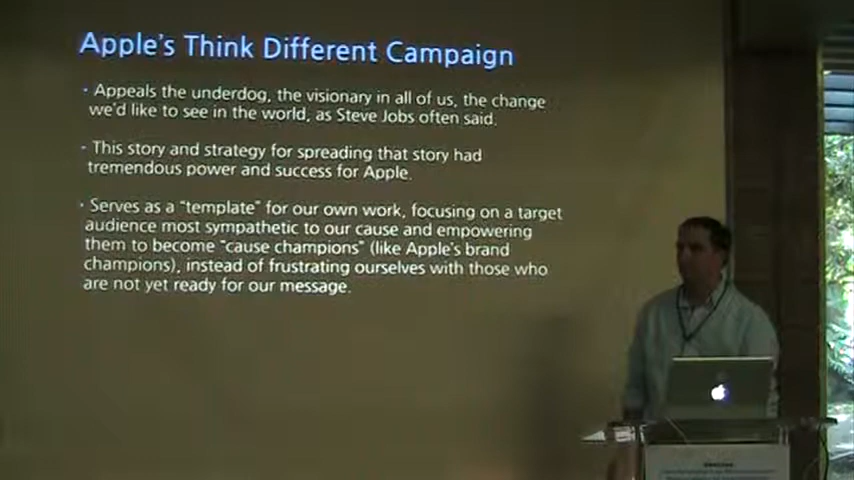 Apple's Think Different Campaign
• Appeals the underdog, the visionary in all of us, the change
we'd like to see in the world, as Steve Jobs often said.
• This story and strategy for spreading that story had
tremendous power and success for Apple.
• Serves as a "template" for our own work, focusing on a target
audience most sympathetic to our cause and empowering
them to become "cause champions" (like Apple's brand
champions), instead of frustrating ourselves with those who
are not yet ready for our message.